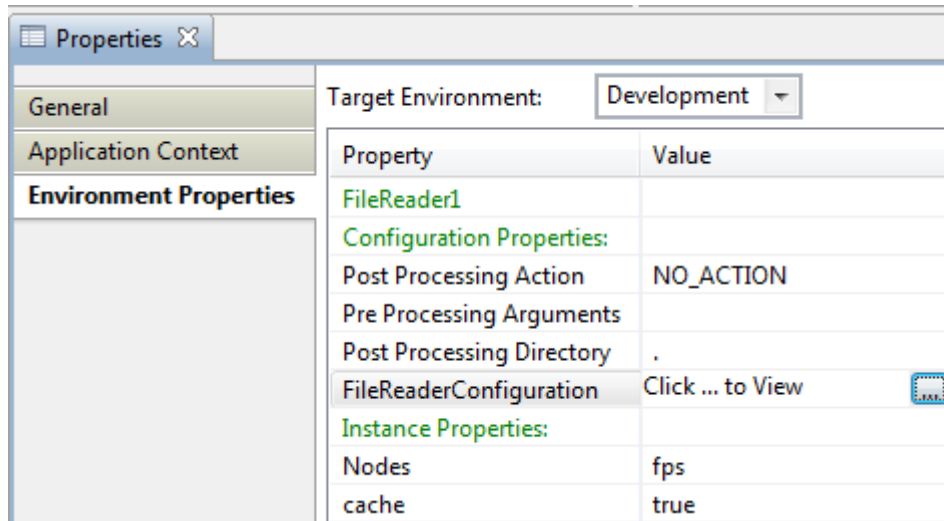 Properties
General
Application Context
Environment Properties
Target Environment: Development
Property Value
FileReader1
Configuration Properties:
Post Processing Action NO_ACTION
Pre Processing Arguments
Post Processing Directory .
FileReaderConfiguration Click ... to View ...
Instance Properties:
Nodes fps
cache true